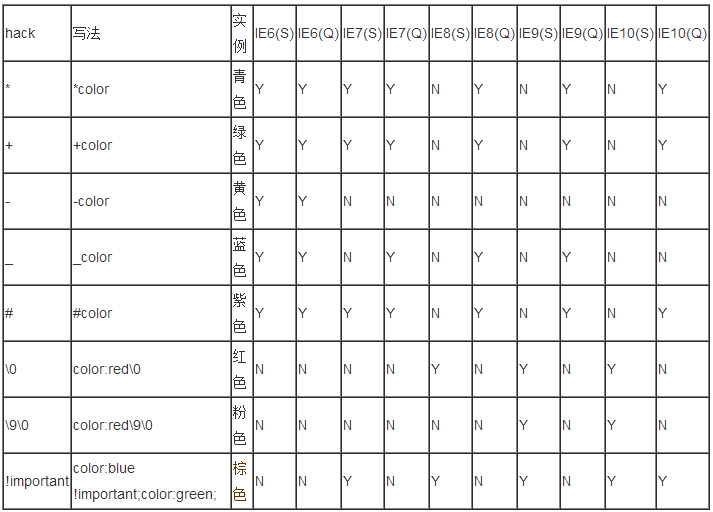 hack 写法 实例 IE6(S) IE6(Q) IE7(S) IE7(Q) IE8(S) IE8(Q) IE9(S) IE9(Q) IE10(S) IE10(Q)
* *color 青色 Y Y Y Y N Y N Y N Y
+ +color 绿色 Y Y Y Y N Y N Y N Y
- -color 黄色 Y Y N N N N N N N N
_ _color 蓝色 Y Y N Y N Y N Y N N
# #color 紫色 Y Y Y Y N Y N Y N Y
\0 color:red\0 红色 N N N N Y N Y N Y N
\9\0 color:red\9\0 粉色 N N N N N N Y N Y N
!important color:blue !important;color:green; 棕色 N N Y N Y N Y N Y Y